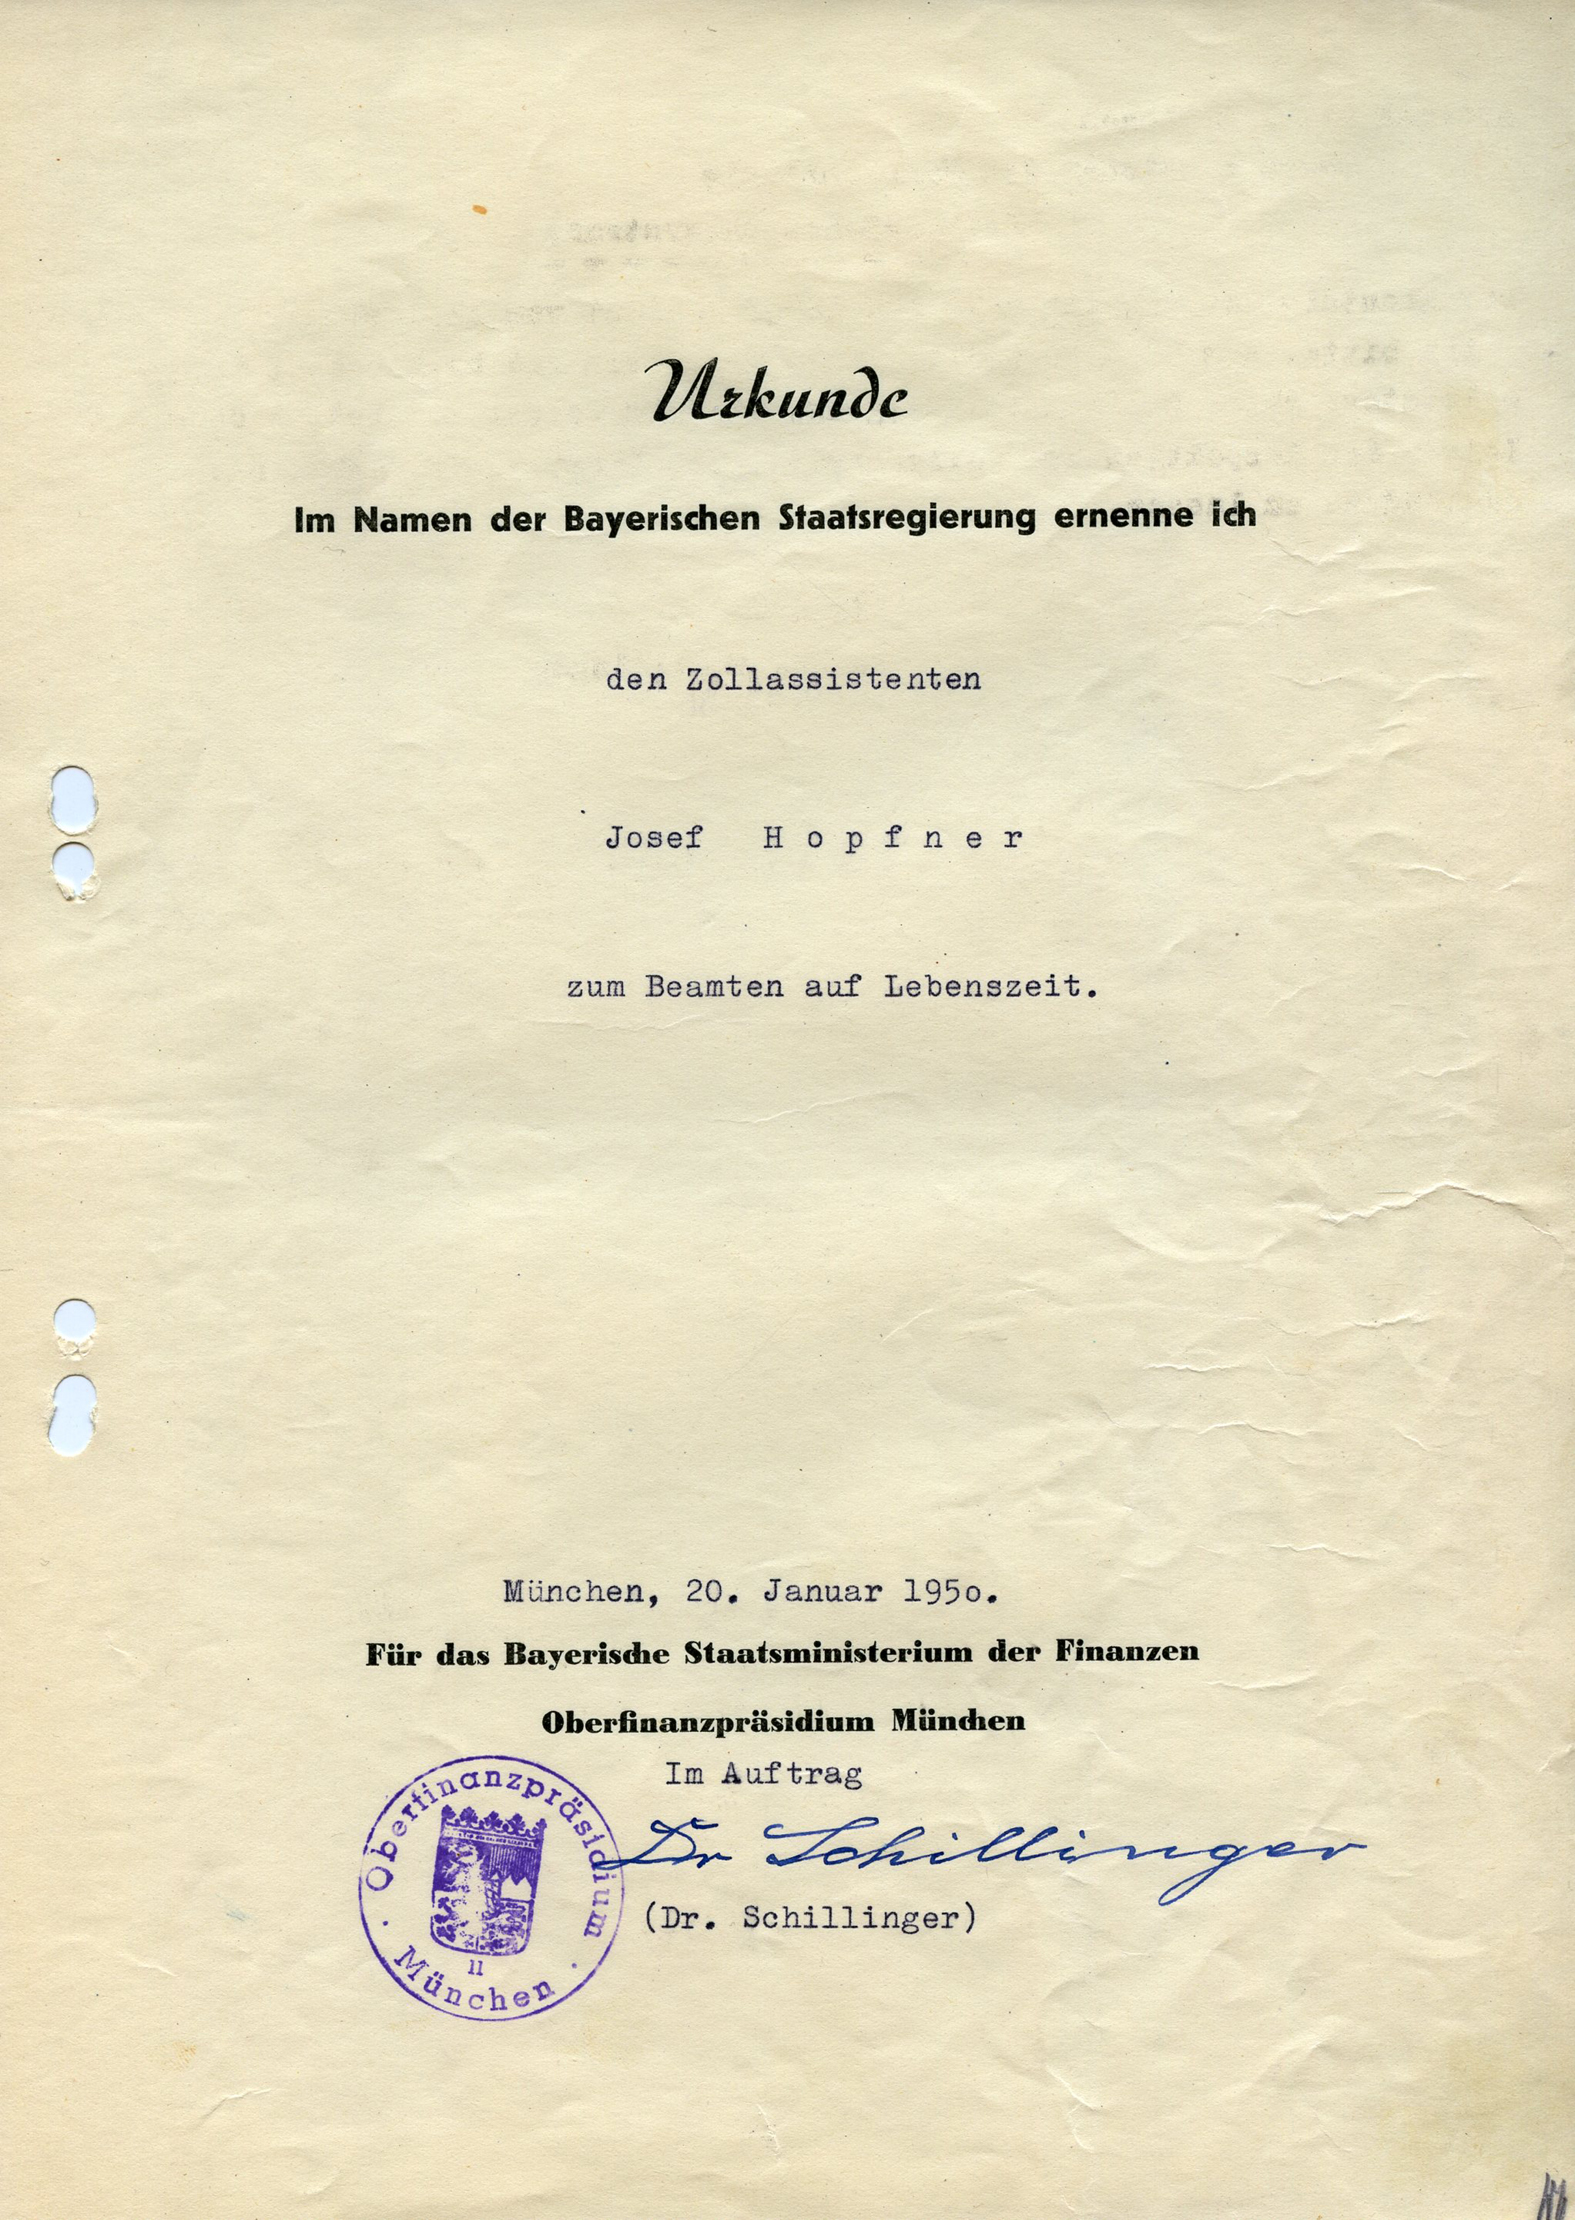 Urkunde
Im Namen der Bayerischen Staatsregierung ernenne ich
den Zollassistenten
Josef H o p f n e r
zum Beamten auf Lebenszeit.
München, 20. Januar 195o.
Für das Bayerische Staatsministerium der Finanzen
Oberfinanzpräsidium München
Im Auftrag
Dr Schillinger
(Dr. Schillinger)
Oberfinanzpräsidium
11
München